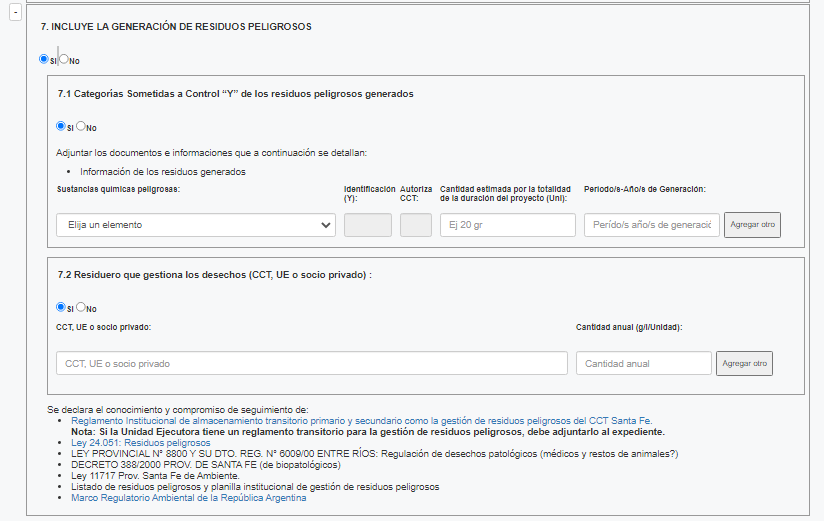 -
7. INCLUYE LA GENERACIÓN DE RESIDUOS PELIGROSOS
SI No
7.1 Categorías Sometidas a Control “Y” de los residuos peligrosos generados
SI No
Adjuntar los documentos e informaciones que a continuación se detallan:
• Información de los residuos generados
Sustancias químicas peligrosas: Identificación (Y): Autoriza CCT: Cantidad estimada por la totalidad de la duración del proyecto (Uni): Periodo/s-Año/s de Generación:
Elija un elemento Ej 20 gr Perído/s año/s de generació Agregar otro
7.2 Residuero que gestiona los desechos (CCT, UE o socio privado) :
SI No
CCT, UE o socio privado: Cantidad anual (g/l/Unidad):
CCT, UE o socio privado Cantidad anual Agregar otro
Se declara el conocimiento y compromiso de seguimiento de:
• Reglamento Institucional de almacenamiento transitorio primario y secundario como la gestión de residuos peligrosos del CCT Santa Fe.
Nota: Si la Unidad Ejecutora tiene un reglamento transitorio para la gestión de residuos peligrosos, debe adjuntarlo al expediente.
• Ley 24.051: Residuos peligrosos
• LEY PROVINCIAL N° 8800 Y SU DTO. REG. N° 6009/00 ENTRE RÍOS: Regulación de desechos patológicos (médicos y restos de animales?)
• DECRETO 388/2000 PROV. DE SANTA FE (de biopatológicos)
• Ley 11717 Prov. Santa Fe de Ambiente.
• Listado de residuos peligrosos y planilla institucional de gestión de residuos peligrosos
• Marco Regulatorio Ambiental de la República Argentina